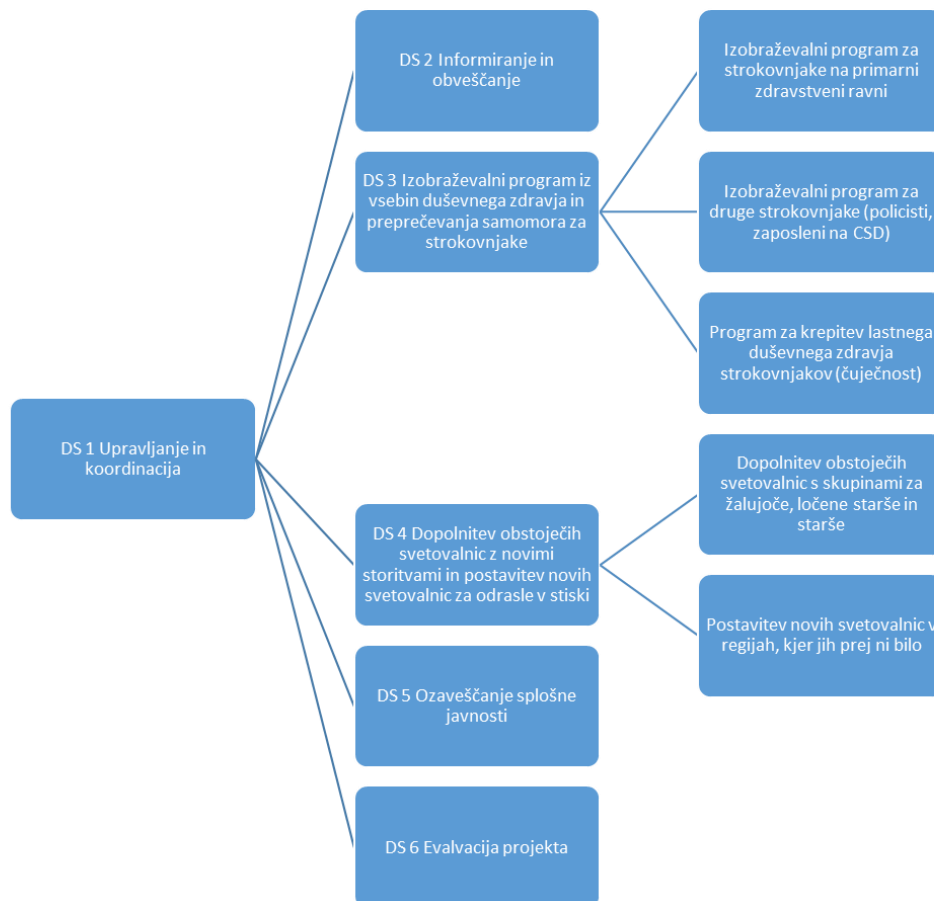 DS 1 Upravljanje in
koordinacija
DS 2 Informiranje in
obveščanje
DS 3 Izobraževalni program iz
vsebin duševnega zdravja in
preprečevanja samomora za
strokovnjake
Izobraževalni program za
strokovnjake na primarni
zdravstveni ravni
Izobraževalni program za
druge strokovnjake (policisti,
zaposleni na CSD)
Program za krepitev lastnega
duševnega zdravja
strokovnjakov (čuječnost)
DS 4 Dopolnitev obstoječih
svetovalnic z novimi
storitvami in postavitev novih
svetovalnic za odrasle v stiski
Dopolnitev obstoječih
svetovalnic s skupinami za
žalujoče, ločene starše in
starše
Postavitev novih svetovalnic v
regijah, kjer jih prej ni bilo
DS 5 Ozaveščanje splošne
javnosti
DS 6 Evalvacija projekta